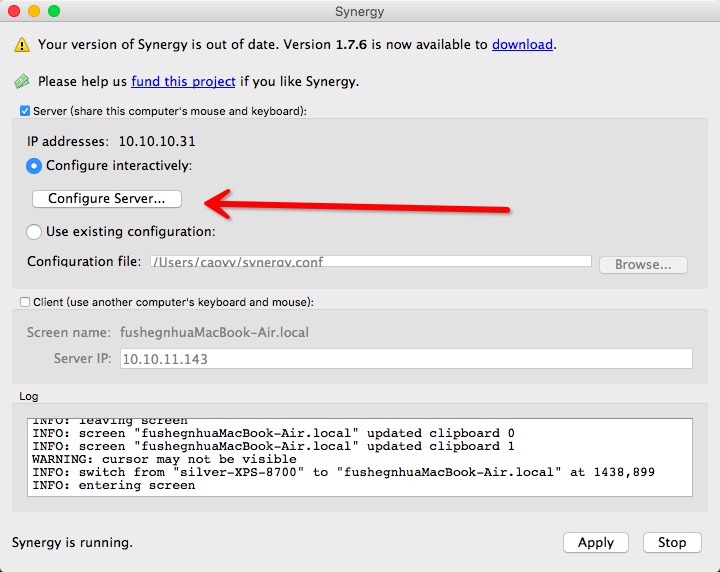 Synergy
Your version of Synergy is out of date. Version 1.7.6 is now available to download.
Please help us fund this project if you like Synergy.
Server (share this computer's mouse and keyboard):
IP addresses: 10.10.10.31
Configure interactively:
Configure Server...
Use existing configuration:
Configuration file: /Users/caoyy/synergy.conf Browse...
Client (use another computer's keyboard and mouse):
Screen name: fushegnhuaMacBook-Air.local
Server IP: 10.10.11.143
Log
INFO: leaving screen
INFO: screen "fushegnhuaMacBook-Air.local" updated clipboard 0
INFO: screen "fushegnhuaMacBook-Air.local" updated clipboard 1
WARNING: cursor may not be visible
INFO: switch from "silver-XPS-8700" to "fushegnhuaMacBook-Air.local" at 1438,899
INFO: entering screen
Synergy is running. Apply Stop